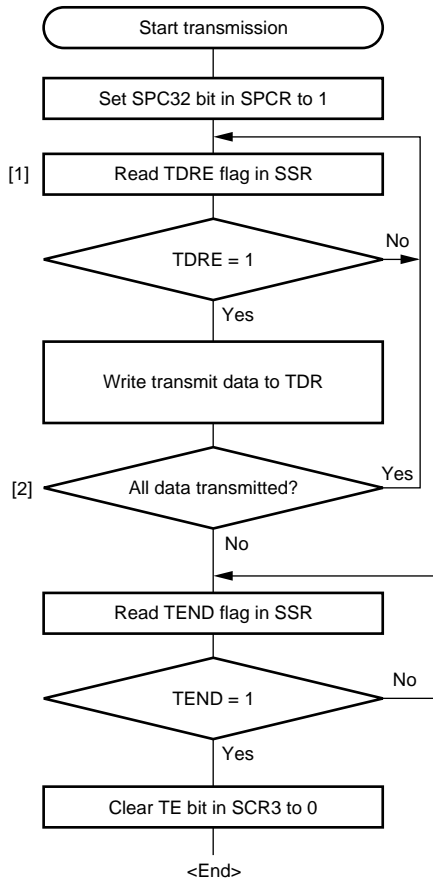 Start transmission
Set SPC32 bit in SPCR to 1
[1]
Read TDRE flag in SSR
No
TDRE = 1
Yes
Write transmit data to TDR
Yes
[2]
All data transmitted?
No
Read TEND flag in SSR
No
TEND = 1
Yes
Clear TE bit in SCR3 to 0
<End>